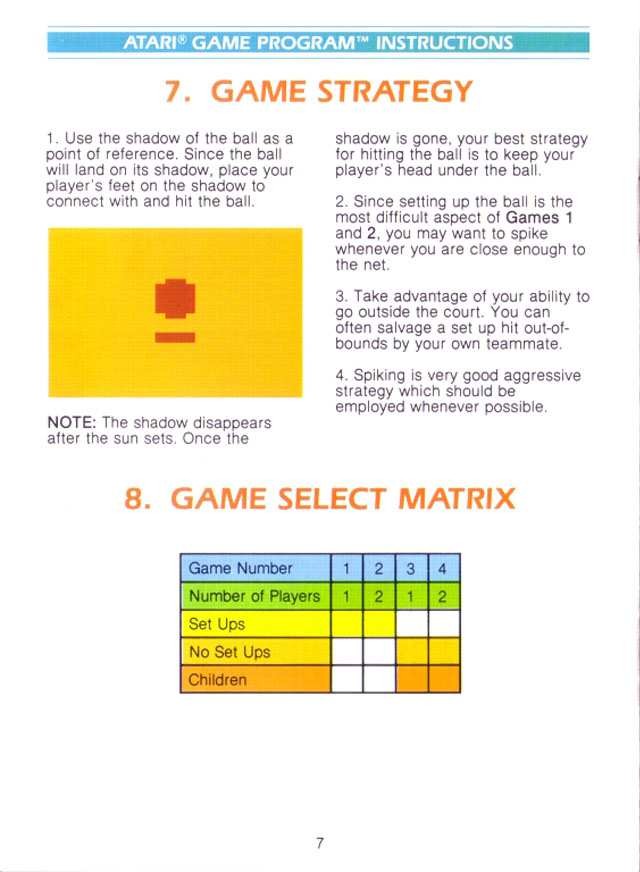 ATARI® GAME PROGRAM™ INSTRUCTIONS
7. GAME STRATEGY
1. Use the shadow of the ball as a
point of reference. Since the ball
will land on its shadow, place your
player's feet on the shadow to
connect with and hit the ball.
NOTE: The shadow disappears
after the sun sets. Once the
shadow is gone, your best strategy
for hitting the ball is to keep your
player's head under the ball.
2. Since setting up the ball is the
most difficult aspect of Games 1
and 2, you may want to spike
whenever you are close enough to
the net.
3. Take advantage of your ability to
go outside the court. You can
often salvage a set up hit out-of-
bounds by your own teammate.
4. Spiking is very good aggressive
strategy which should be
employed whenever possible.
8. GAME SELECT MATRIX
Game Number 1 2 3 4
Number of Players 1 2 1 2
Set Ups
No Set Ups
Children
7